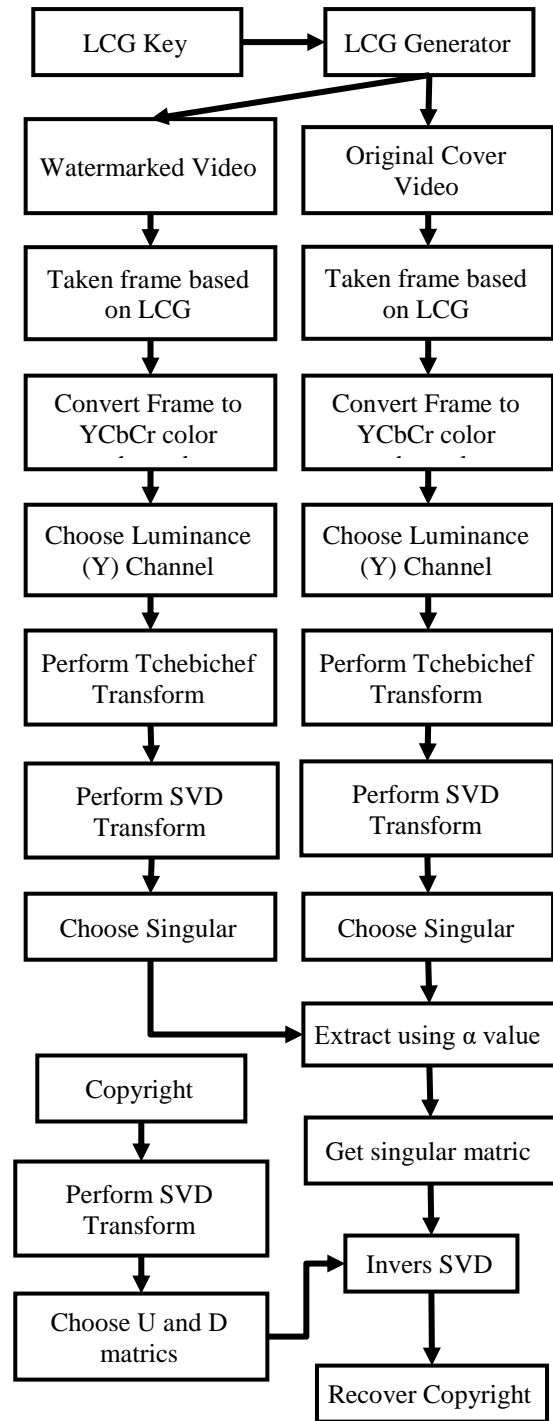 LCG Key
LCG Generator
Watermarked Video
Original Cover
Video
Taken frame based
on LCG
Taken frame based
on LCG
Convert Frame to
YCbCr color
Convert Frame to
YCbCr color
Choose Luminance
(Y) Channel
Choose Luminance
(Y) Channel
Perform Tchebichef
Transform
Perform Tchebichef
Transform
Perform SVD
Transform
Perform SVD
Transform
Choose Singular
Choose Singular
Extract using α value
Copyright
Get singular matric
Perform SVD
Transform
Invers SVD
Choose U and D
matrics
Recover Copyright